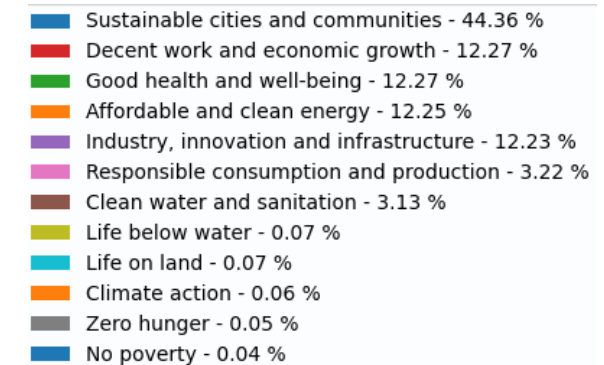 Sustainable cities and communities - 44.36 %
Decent work and economic growth - 12.27 %
Good health and well-being - 12.27 %
Affordable and clean energy - 12.25 %
Industry, innovation and infrastructure - 12.23 %
Responsible consumption and production - 3.22 %
Clean water and sanitation - 3.13 %
Life below water - 0.07 %
Life on land - 0.07 %
Climate action - 0.06 %
Zero hunger - 0.05 %
No poverty - 0.04 %